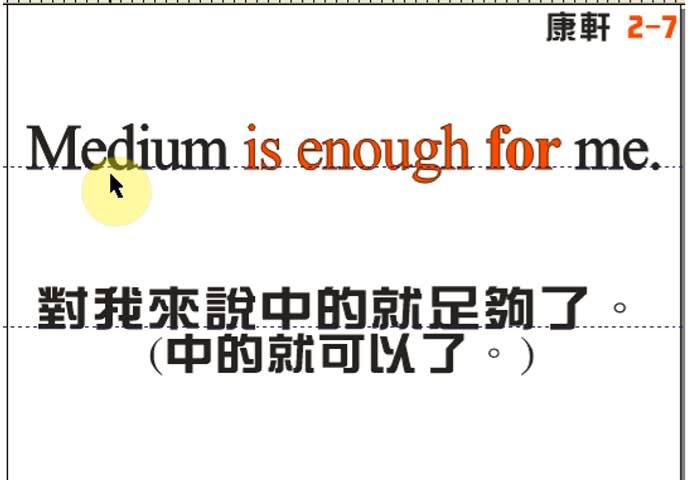 康軒 2-7
Medium is enough for me.
對我來說中的就足夠了。
(中的就可以了。)